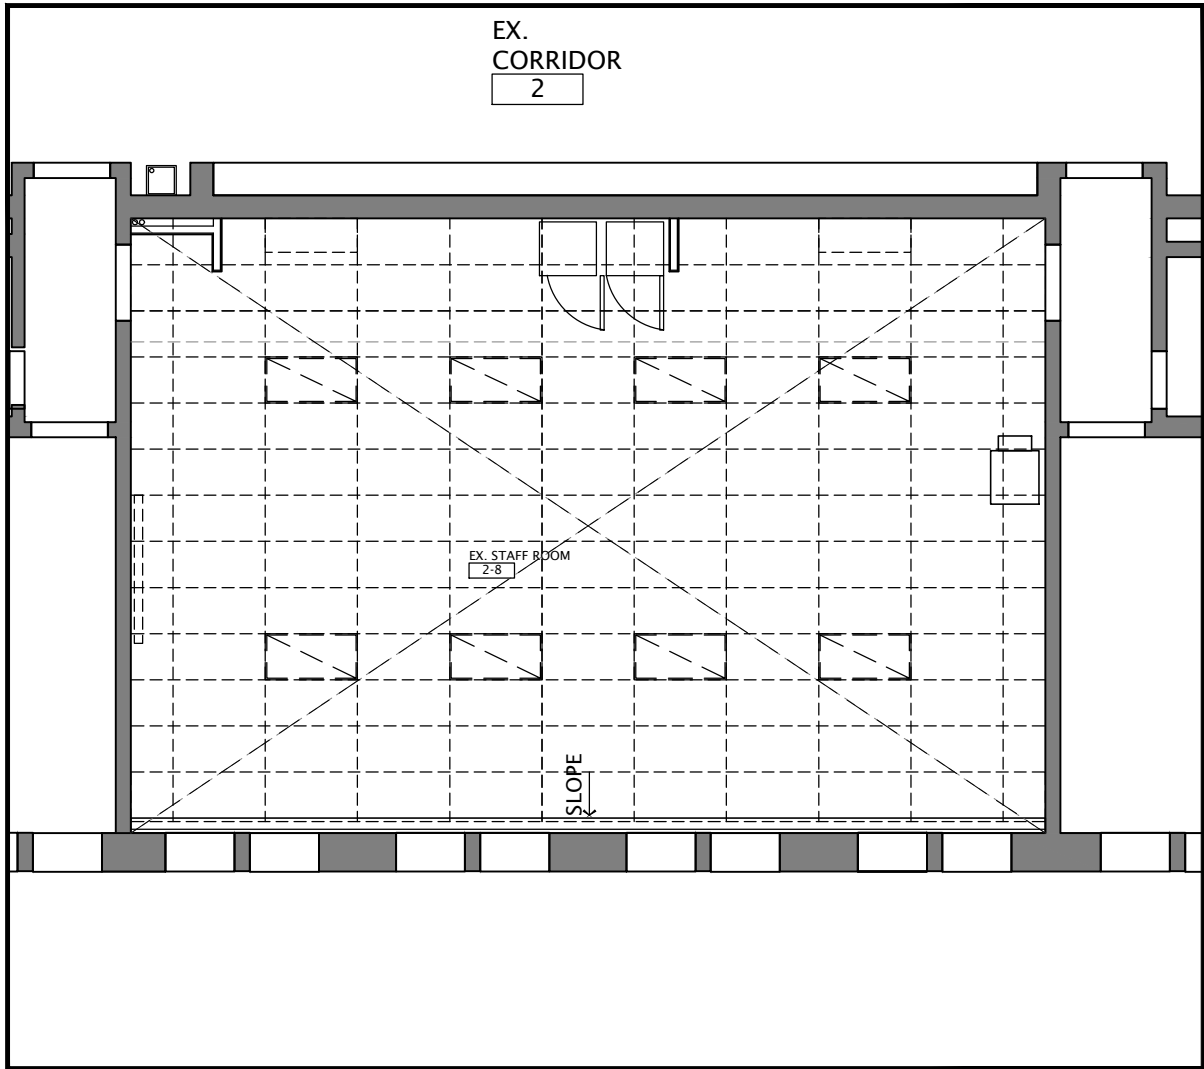 EX.
CORRIDOR
2
EX. STAFF ROOM
2-8
SLOPE